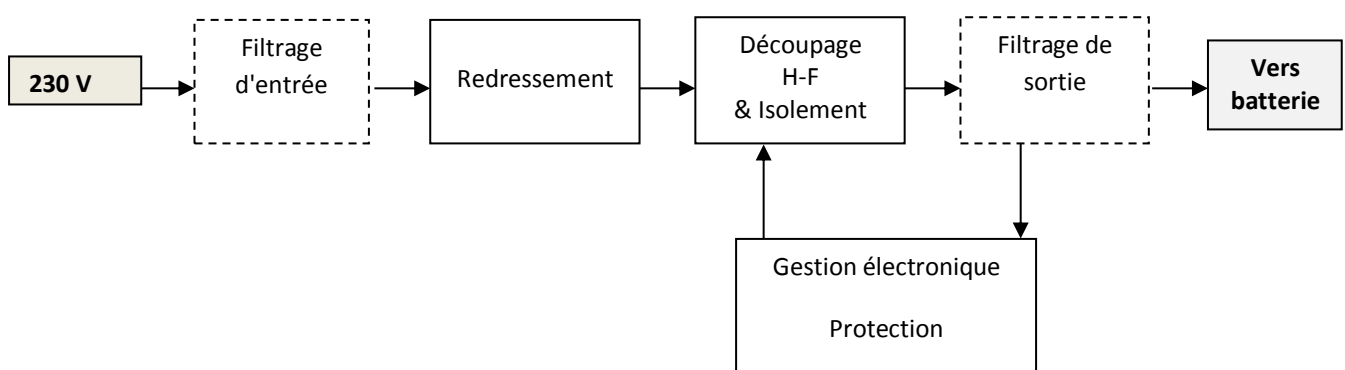 230 V
Filtrage
d'entrée
Redressement
Découpage
H-F
& Isolement
Filtrage de
sortie
Vers
batterie
Gestion électronique
Protection